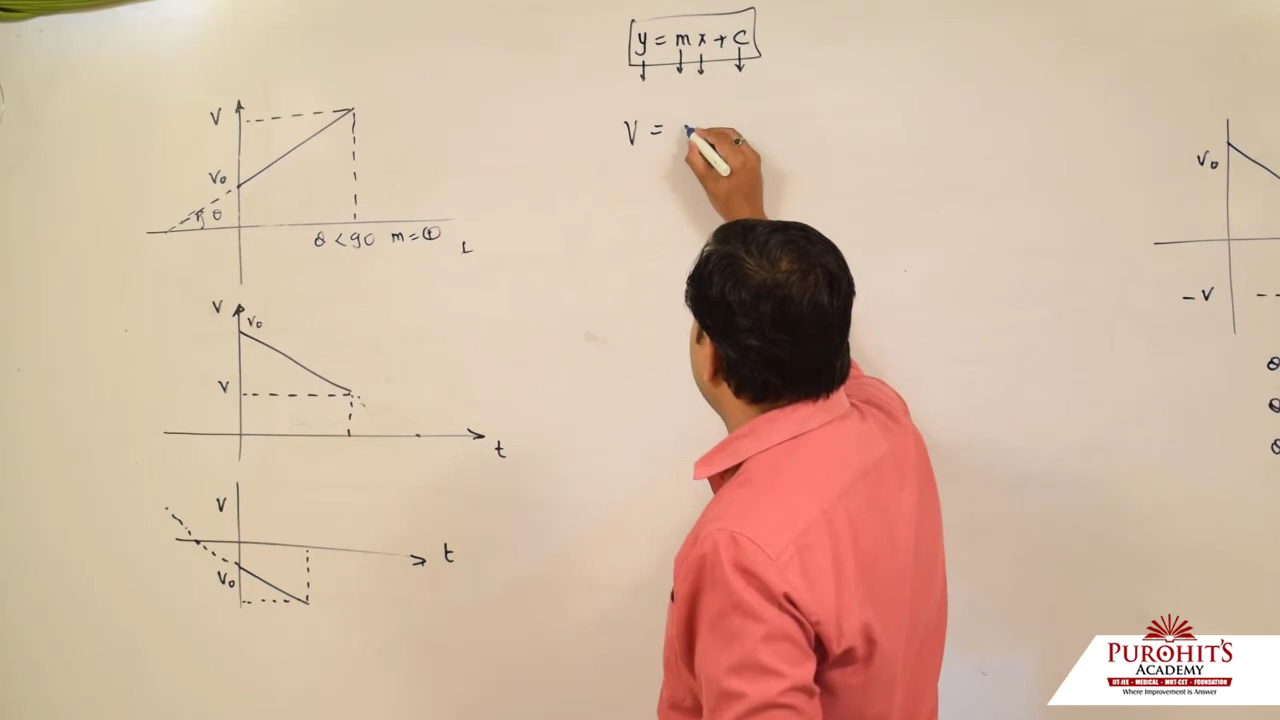 y = mx + c
V =
V
V₀
θ
θ < 90 m = ⊕
t
V
V₀
V
t
V
t
V₀
V₀
-V
θ
θ
θ
PUROHIT'S
ACADEMY
IIT-JEE - MEDICAL - MHT-CET - FOUNDATION
Where Improvement is Answer